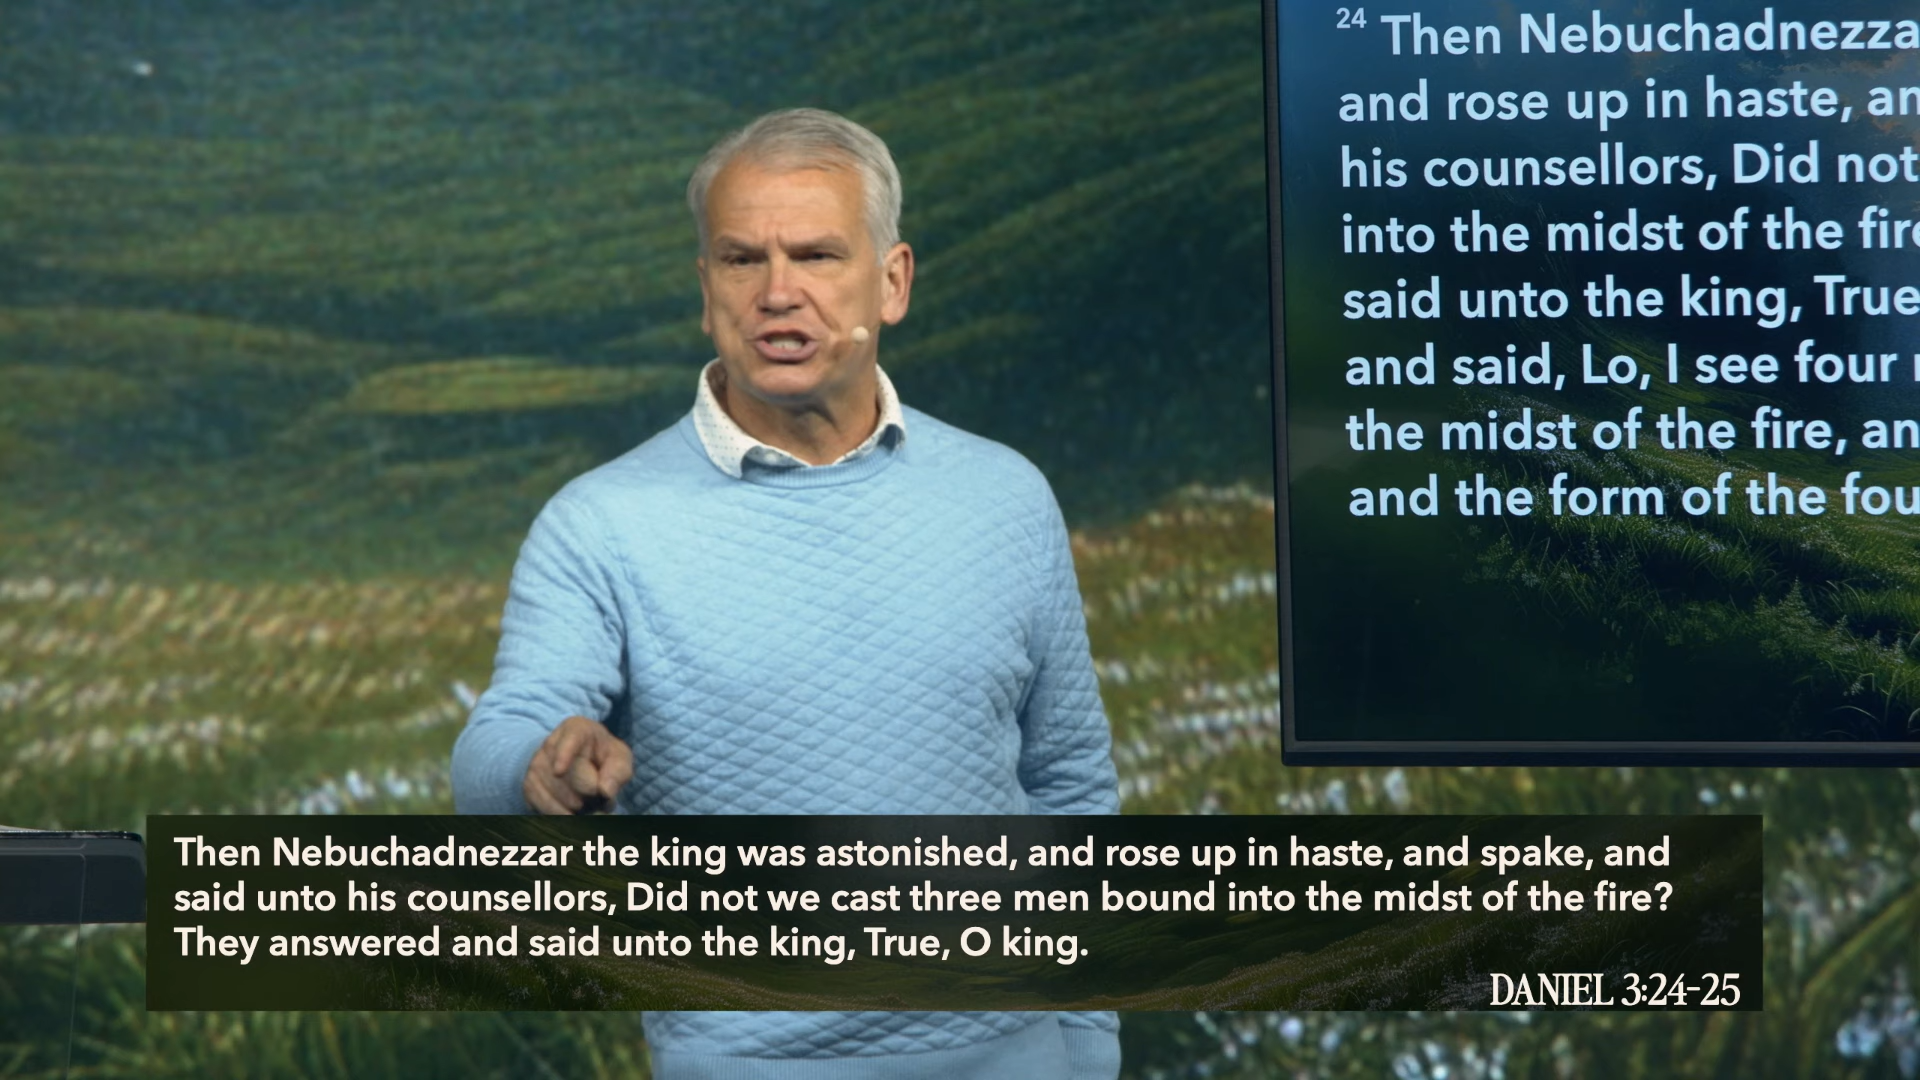 24 Then Nebuchadnezza
and rose up in haste, an
his counsellors, Did not
into the midst of the fire
said unto the king, True
and said, Lo, I see four
the midst of the fire, an
and the form of the fou
Then Nebuchadnezzar the king was astonished, and rose up in haste, and spake, and
said unto his counsellors, Did not we cast three men bound into the midst of the fire?
They answered and said unto the king, True, O king.
DANIEL 3:24-25